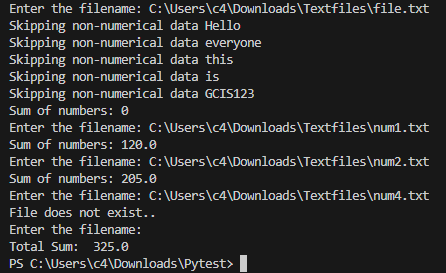 Enter the filename: C:\Users\c4\Downloads\Textfiles\file.txt
Skipping non-numerical data Hello
Skipping non-numerical data everyone
Skipping non-numerical data this
Skipping non-numerical data is
Skipping non-numerical data GCIS123
Sum of numbers: 0
Enter the filename: C:\Users\c4\Downloads\Textfiles\num1.txt
Sum of numbers: 120.0
Enter the filename: C:\Users\c4\Downloads\Textfiles\num2.txt
Sum of numbers: 205.0
Enter the filename: C:\Users\c4\Downloads\Textfiles\num4.txt
File does not exist..
Enter the filename:
Total Sum:  325.0
PS C:\Users\c4\Downloads\Pytest>